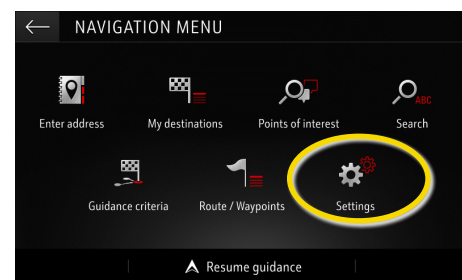 NAVIGATION MENU
Enter address
My destinations
Points of interest
ABC
Search
Guidance criteria
Route / Waypoints
Settings
Resume guidance